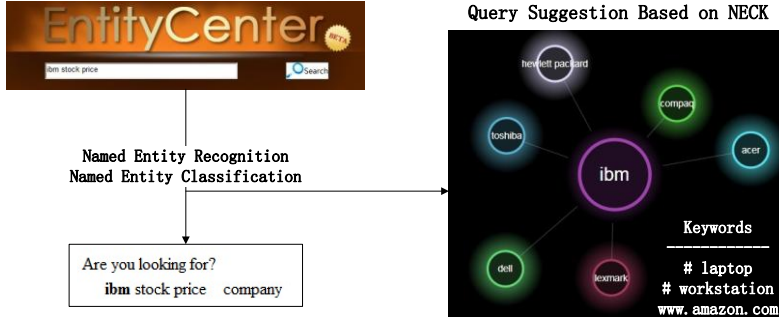 EntityCenter
BETA
ibm stock price
Search
Named Entity Recognition
Named Entity Classification
Are you looking for?
ibm stock price company
Query Suggestion Based on NECK
hewlett packard
compaq
toshiba
acer
ibm
dell
lexmark
Keywords
------------
# laptop
# workstation
www.amazon.com